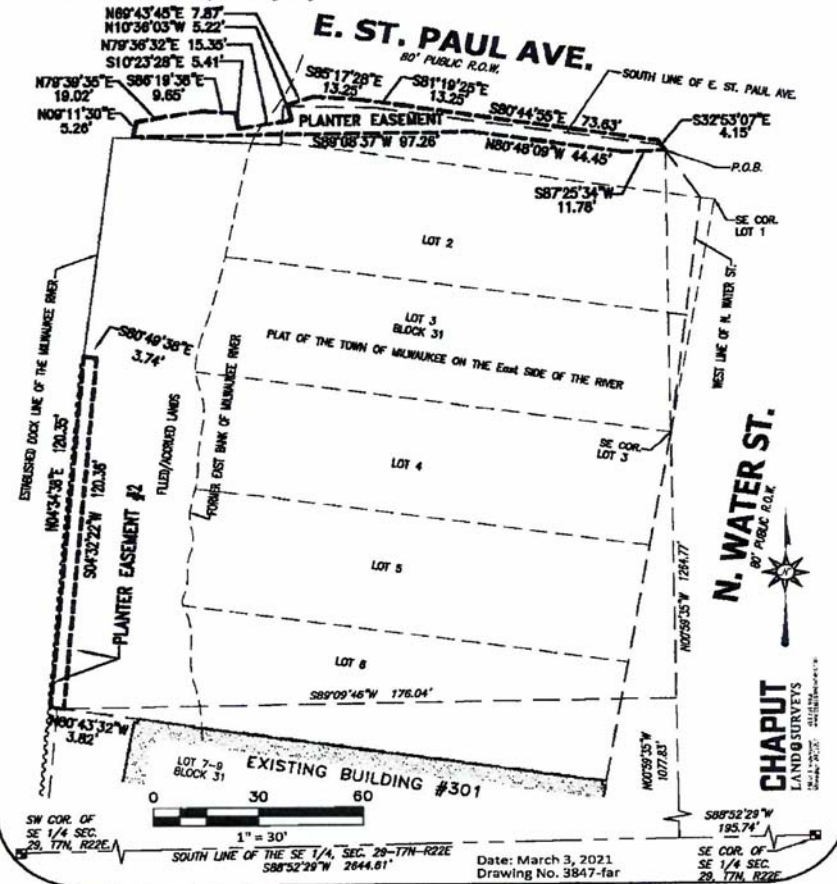 N69°43'45"E 7.87'
N10°36'03"W 5.22'
N79°36'32"E 15.35'
S10°23'28"E 5.41'
N79°39'35"E
19.02'
S86°19'36"E
9.65'
N09°11'30"E
5.26'
E. ST. PAUL AVE.
80' PUBLIC R.O.W.
S85°17'28"E
13.25'
S81°19'25"E
13.25'
SOUTH LINE OF E. ST. PAUL AVE.
S80°44'55"E 73.63'
S32°53'07"E
4.15'
PLANTER EASEMENT
S89°08'37"W 97.26'
N80°48'09"W 44.45'
P.O.B.
S87°25'34"W
11.78'
SE COR.
LOT 1
LOT 2
WEST LINE OF N. WATER ST.
LOT 3
BLOCK 31
PLAT OF THE TOWN OF MILWAUKEE ON THE East SIDE OF THE RIVER
ESTABLISHED DOCK LINE OF THE MILWAUKEE RIVER
S80°49'38"E
3.74'
FILLED/ACCRUED LANDS
FORMER EAST BANK OF MILWAUKEE RIVER
SE COR.
LOT 3
N04°34'38"E 120.35'
S04°32'22"W 120.38'
PLANTER EASEMENT #2
LOT 4
N. WATER ST.
80' PUBLIC R.O.W.
N
LOT 5
N00°59'35"W 1264.77'
LOT 6
S89°09'46"W 176.04'
N80°43'32"W
3.82'
LOT 7-9
BLOCK 31
EXISTING BUILDING #301
N00°59'35"W
1077.83'
CHAPUT
LAND SURVEYS
0 30 60
1" = 30'
SW COR. OF
SE 1/4 SEC.
29, T7N, R22E.
SOUTH LINE OF THE SE 1/4, SEC. 29-T7N-R22E
S88°52'29"W 2644.61'
S88°52'29"W
195.74'
SE COR. OF
SE 1/4 SEC.
29, T7N, R22E
Date: March 3, 2021
Drawing No. 3847-far